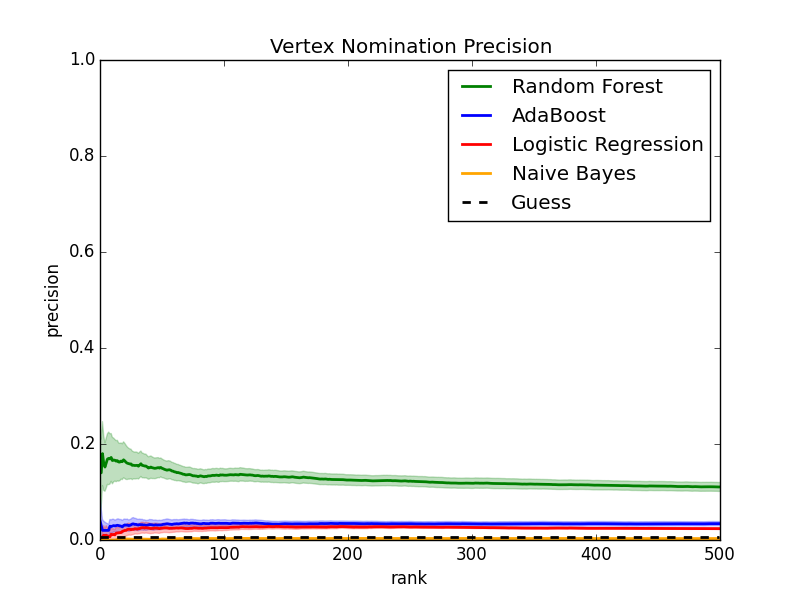 Vertex Nomination Precision
1.0
0.8
0.6
0.4
0.2
0.0
precision
Random Forest
AdaBoost
Logistic Regression
Naive Bayes
Guess
0 100 200 300 400 500
rank